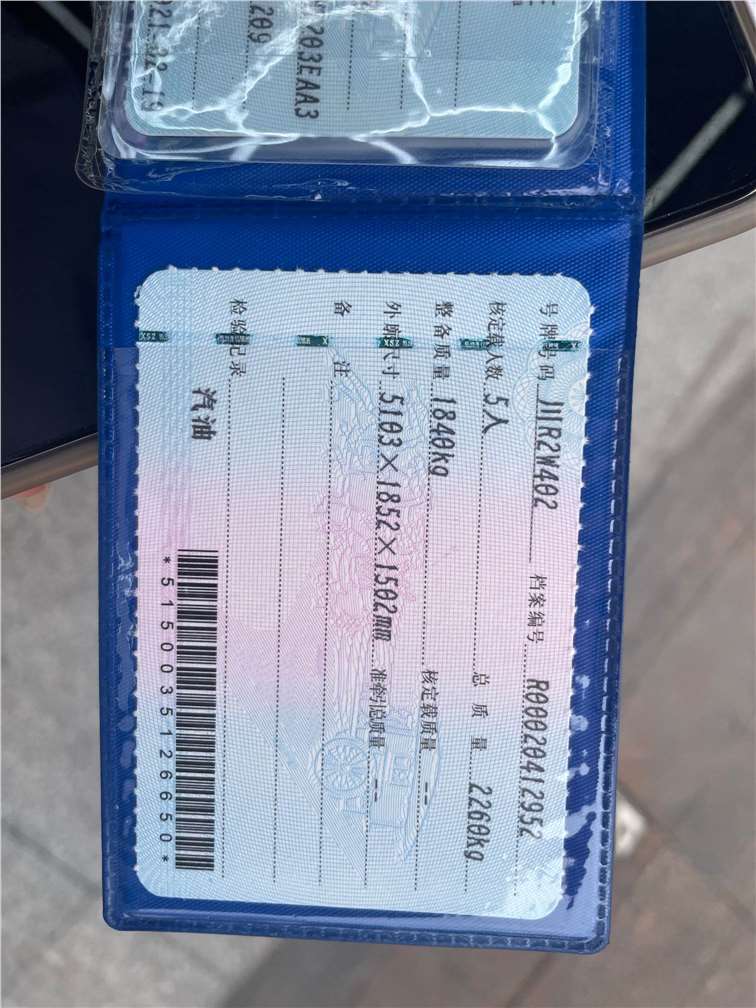 203EAA3
209
号牌号码 川R2W402 档案编号 R00020412952
核定载人数 5人 总质量 2260kg
整备质量 1840kg 核定载质量 --
外廓尺寸 5103×1852×1502mm 准牵引总质量 --
备注
检验记录
汽油
*5150035126650*